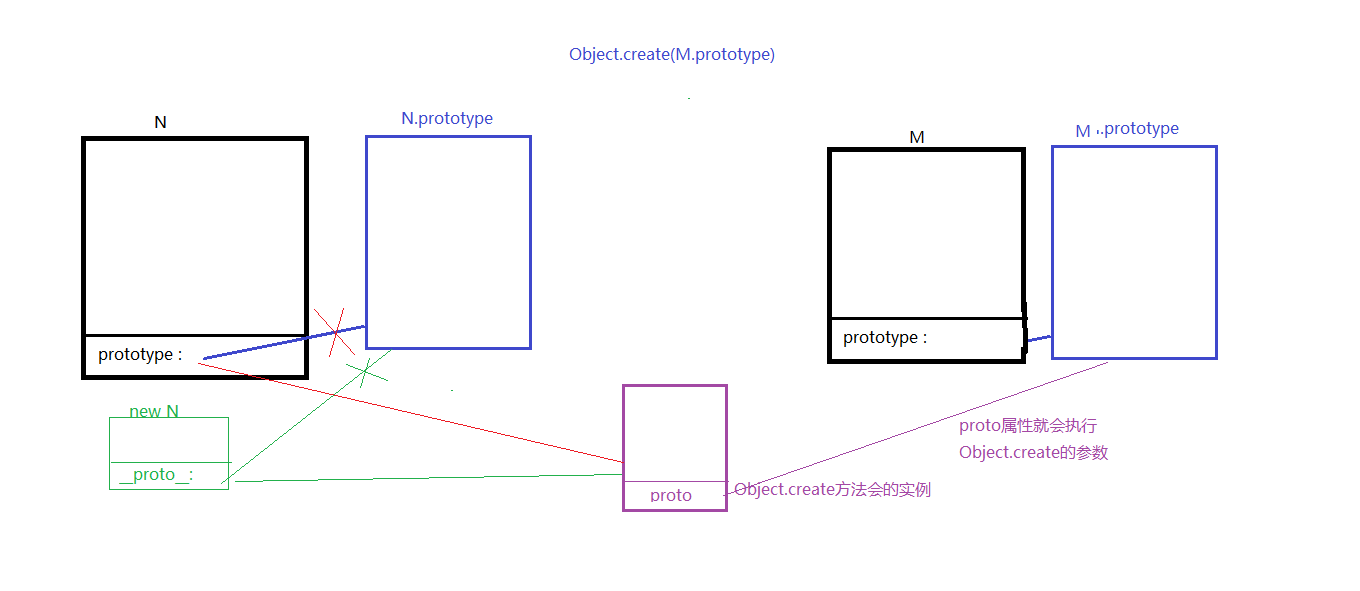 Object.create(M.prototype)
N
N.prototype
M
M .prototype
prototype :
prototype :
new N
__proto__:
proto
Object.create方法会的实例
proto属性就会执行
Object.create的参数